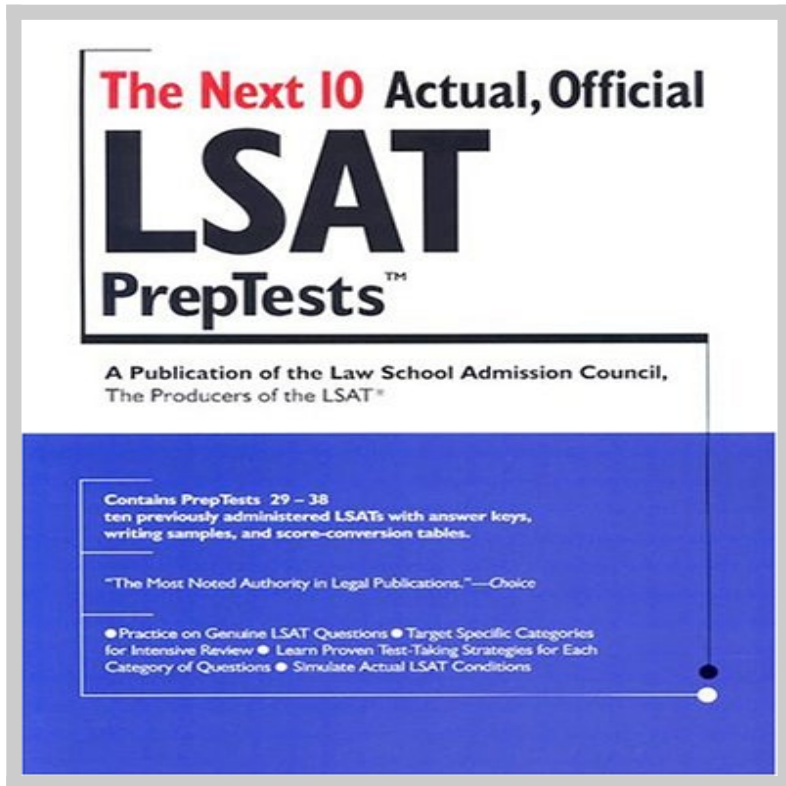 The Next 10 Actual, Official
LSAT
PrepTests™
A Publication of the Law School Admission Council,
The Producers of the LSAT®
Contains PrepTests 29 – 38
ten previously administered LSATs with answer keys,
writing samples, and score-conversion tables.
"The Most Noted Authority in Legal Publications."—Choice
●Practice on Genuine LSAT Questions ● Target Specific Categories
for Intensive Review ● Learn Proven Test-Taking Strategies for Each
Category of Questions ● Simulate Actual LSAT Conditions